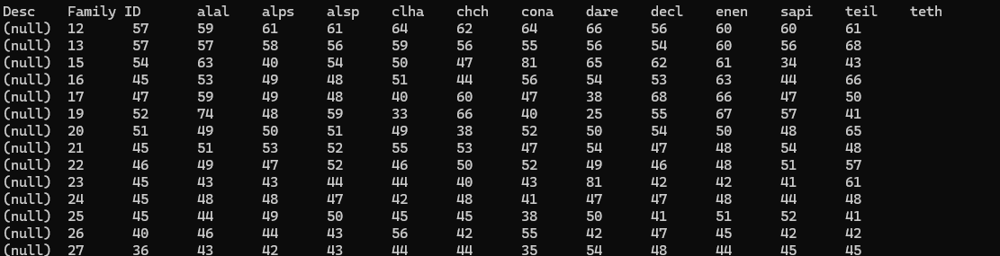 Desc Family ID alal alps alsp clha chch cona dare decl enen sapi teil teth
(null) 12 57 59 61 61 64 62 64 66 56 60 60 61
(null) 13 57 57 58 56 59 56 55 56 54 60 56 68
(null) 15 54 63 40 54 50 47 81 65 62 61 34 43
(null) 16 45 53 49 48 51 44 56 54 53 63 44 66
(null) 17 47 59 49 48 40 60 47 38 68 66 47 50
(null) 19 52 74 48 59 33 66 40 25 55 67 57 41
(null) 20 51 49 50 51 49 38 52 50 54 50 48 65
(null) 21 45 51 53 52 55 53 47 54 47 48 54 48
(null) 22 46 49 47 52 46 50 52 49 46 48 51 57
(null) 23 45 43 43 44 44 40 43 81 42 42 41 61
(null) 24 45 48 48 47 42 48 41 47 47 48 44 48
(null) 25 45 44 49 50 45 45 38 50 41 51 52 41
(null) 26 40 46 44 43 56 42 55 42 47 45 42 42
(null) 27 36 43 42 43 44 44 35 54 48 44 45 45